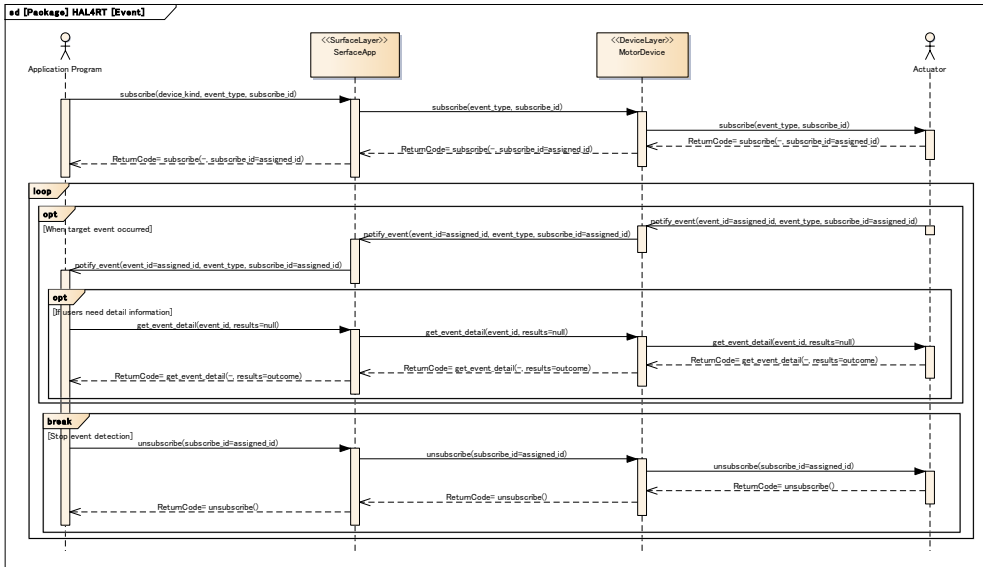 sd [Package] HAL4RT [Event]
Application Program
<<SurfaceLayer>>
SerfaceApp
<<DeviceLayer>>
MotorDevice
Actuator
subscribe(device_kind, event_type, subscribe_id)
subscribe(event_type, subscribe_id)
subscribe(event_type, subscribe_id)
ReturnCode= subscribe(-, subscribe_id=assigned_id)
ReturnCode= subscribe(-, subscribe_id=assigned_id)
ReturnCode= subscribe(-, subscribe_id=assigned_id)
loop
opt
[When target event occurred]
notify_event(event_id=assigned_id, event_type, subscribe_id=assigned_id)
notify_event(event_id=assigned_id, event_type, subscribe_id=assigned_id)
notify_event(event_id=assigned_id, event_type, subscribe_id=assigned_id)
opt
[If users need detail information]
get_event_detail(event_id, results=null)
get_event_detail(event_id, results=null)
get_event_detail(event_id, results=null)
ReturnCode= get_event_detail(-, results=outcome)
ReturnCode= get_event_detail(-, results=outcome)
ReturnCode= get_event_detail(-, results=outcome)
break
[Stop event detection]
unsubscribe(subscribe_id=assigned_id)
unsubscribe(subscribe_id=assigned_id)
unsubscribe(subscribe_id=assigned_id)
ReturnCode= unsubscribe()
ReturnCode= unsubscribe()
ReturnCode= unsubscribe()